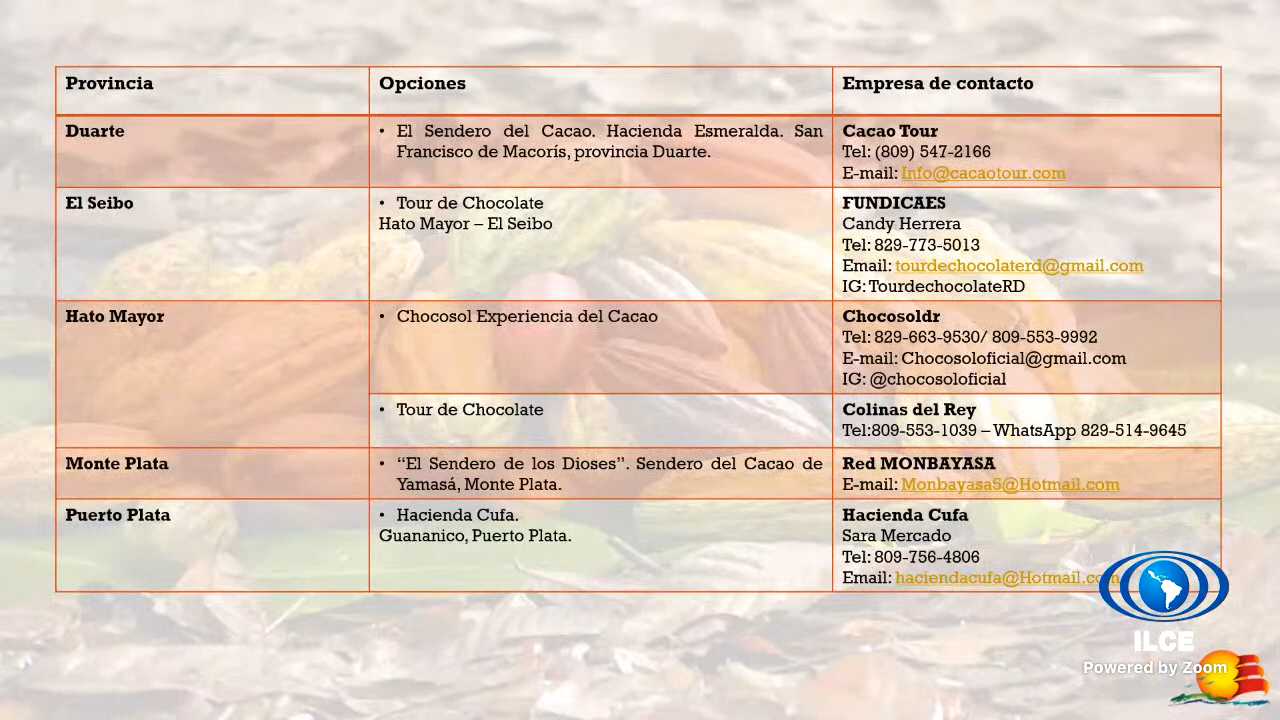 Provincia
Opciones
Empresa de contacto
Duarte
• El Sendero del Cacao. Hacienda Esmeralda. San
Francisco de Macorís, provincia Duarte.
Cacao Tour
Tel: (809) 547-2166
E-mail: Info@cacaotour.com
El Seibo
• Tour de Chocolate
Hato Mayor – El Seibo
FUNDICAES
Candy Herrera
Tel: 829-773-5013
Email: tourdechocolaterd@gmail.com
IG: TourdechocolateRD
Hato Mayor
• Chocosol Experiencia del Cacao
Chocosoldr
Tel: 829-663-9530/ 809-553-9992
E-mail: Chocosoloficial@gmail.com
IG: @chocosoloficial
• Tour de Chocolate
Colinas del Rey
Tel:809-553-1039 – WhatsApp 829-514-9645
Monte Plata
• “El Sendero de los Dioses”. Sendero del Cacao de
Yamasá, Monte Plata.
Red MONBAYASA
E-mail: Monbayasa5@Hotmail.com
Puerto Plata
• Hacienda Cufa.
Guananico, Puerto Plata.
Hacienda Cufa
Sara Mercado
Tel: 809-756-4806
Email: haciendacufa@Hotmail.com
ILCE
Powered by Zoom